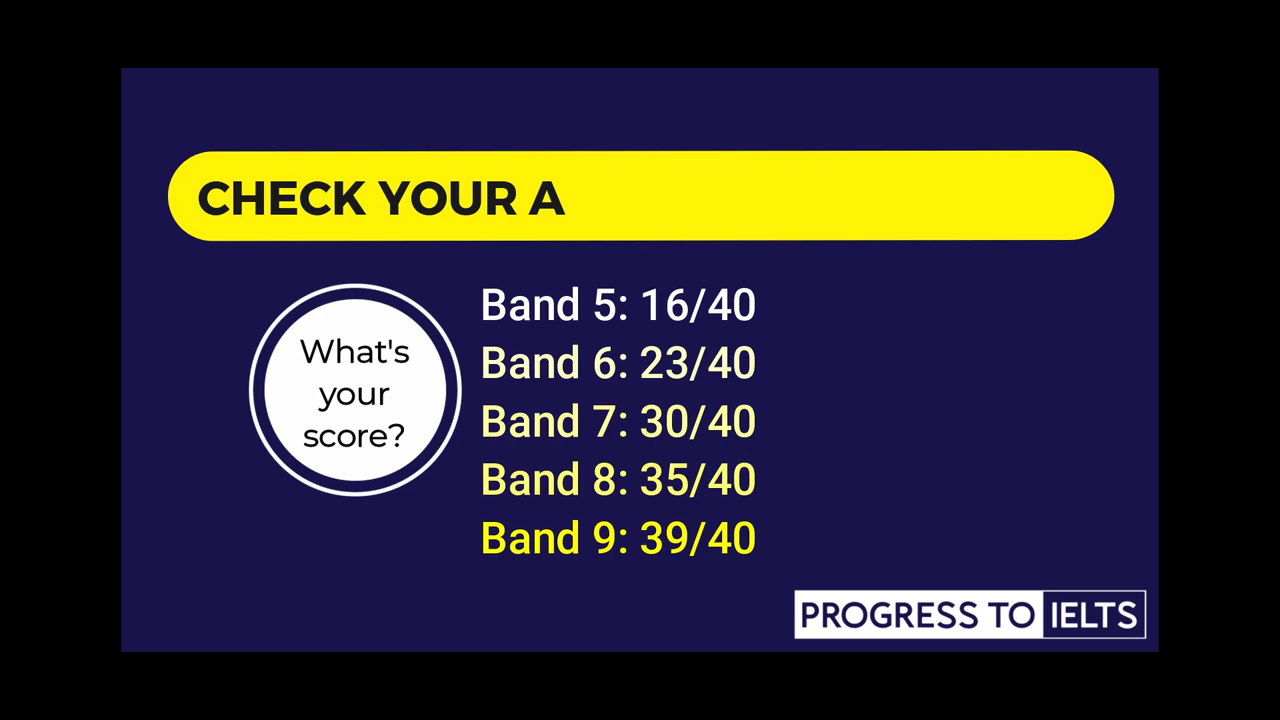 CHECK YOUR A
What's
your
score?
Band 5: 16/40
Band 6: 23/40
Band 7: 30/40
Band 8: 35/40
Band 9: 39/40
PROGRESS TO IELTS